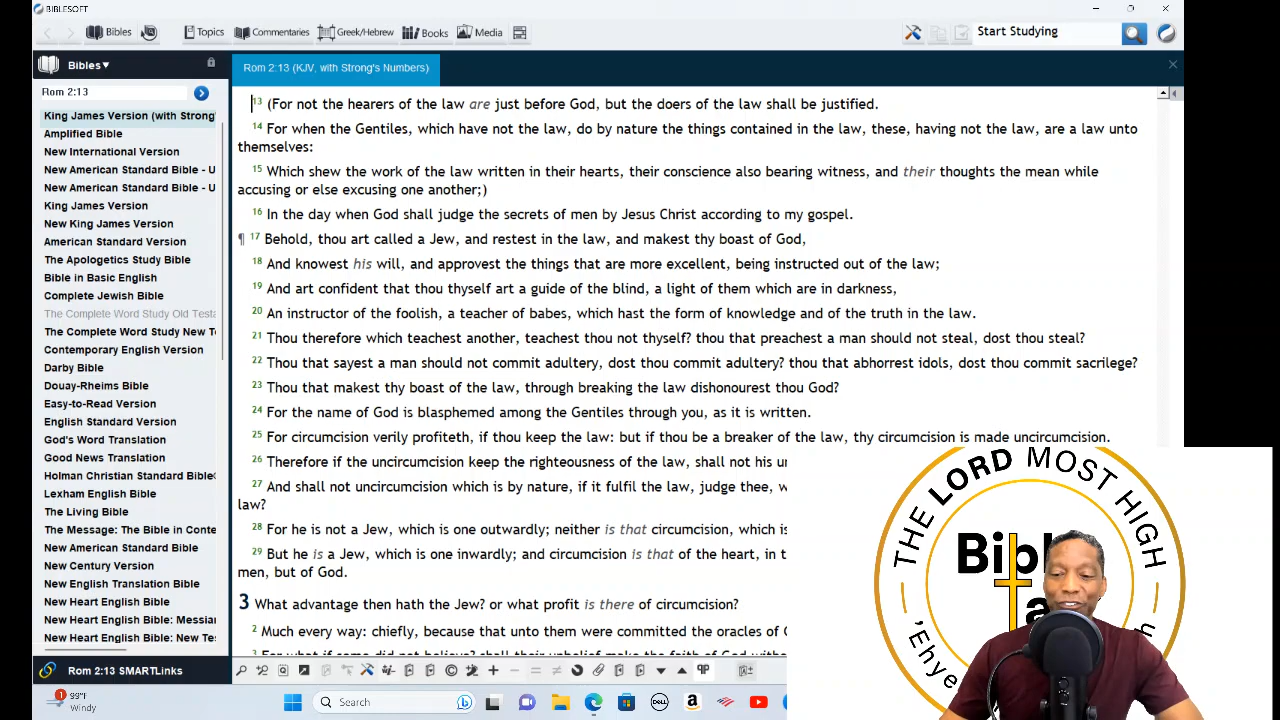 BIBLESOFT
Bibles
Topics
Commentaries
Greek/Hebrew
Books
Media
Start Studying
Bibles▾
Rom 2:13 (KJV, with Strong's Numbers)
Rom 2:13
King James Version (with Strong
Amplified Bible
New International Version
New American Standard Bible - U
New American Standard Bible - U
King James Version
New King James Version
American Standard Version
The Apologetics Study Bible
Bible in Basic English
Complete Jewish Bible
The Complete Word Study Old Testa
The Complete Word Study New T
Contemporary English Version
Darby Bible
Douay-Rheims Bible
Easy-to-Read Version
English Standard Version
God's Word Translation
Good News Translation
Holman Christian Standard Bible
Lexham English Bible
The Living Bible
The Message: The Bible in Conte
New American Standard Bible
New Century Version
New English Translation Bible
New Heart English Bible
New Heart English Bible: Messia
New Heart English Bible: New Te
13 (For not the hearers of the law are just before God, but the doers of the law shall be justified.
14 For when the Gentiles, which have not the law, do by nature the things contained in the law, these, having not the law, are a law unto
themselves:
15 Which shew the work of the law written in their hearts, their conscience also bearing witness, and their thoughts the mean while
accusing or else excusing one another;)
16 In the day when God shall judge the secrets of men by Jesus Christ according to my gospel.
¶ 17 Behold, thou art called a Jew, and restest in the law, and makest thy boast of God,
18 And knowest his will, and approvest the things that are more excellent, being instructed out of the law;
19 And art confident that thou thyself art a guide of the blind, a light of them which are in darkness,
20 An instructor of the foolish, a teacher of babes, which hast the form of knowledge and of the truth in the law.
21 Thou therefore which teachest another, teachest thou not thyself? thou that preachest a man should not steal, dost thou steal?
22 Thou that sayest a man should not commit adultery, dost thou commit adultery? thou that abhorrest idols, dost thou commit sacrilege?
23 Thou that makest thy boast of the law, through breaking the law dishonourest thou God?
24 For the name of God is blasphemed among the Gentiles through you, as it is written.
25 For circumcision verily profiteth, if thou keep the law: but if thou be a breaker of the law, thy circumcision is made uncircumcision.
26 Therefore if the uncircumcision keep the righteousness of the law, shall not his un
27 And shall not uncircumcision which is by nature, if it fulfil the law, judge thee, w
law?
28 For he is not a Jew, which is one outwardly; neither is that circumcision, which is
29 But he is a Jew, which is one inwardly; and circumcision is that of the heart, in t
men, but of God.
3 What advantage then hath the Jew? or what profit is there of circumcision?
2 Much every way: chiefly, because that unto them were committed the oracles of G
THE LORD MOST HIGH
Bib
Ta
'Ehye
Rom 2:13 SMARTLinks
1
99°F
Windy
Search
DELL
a